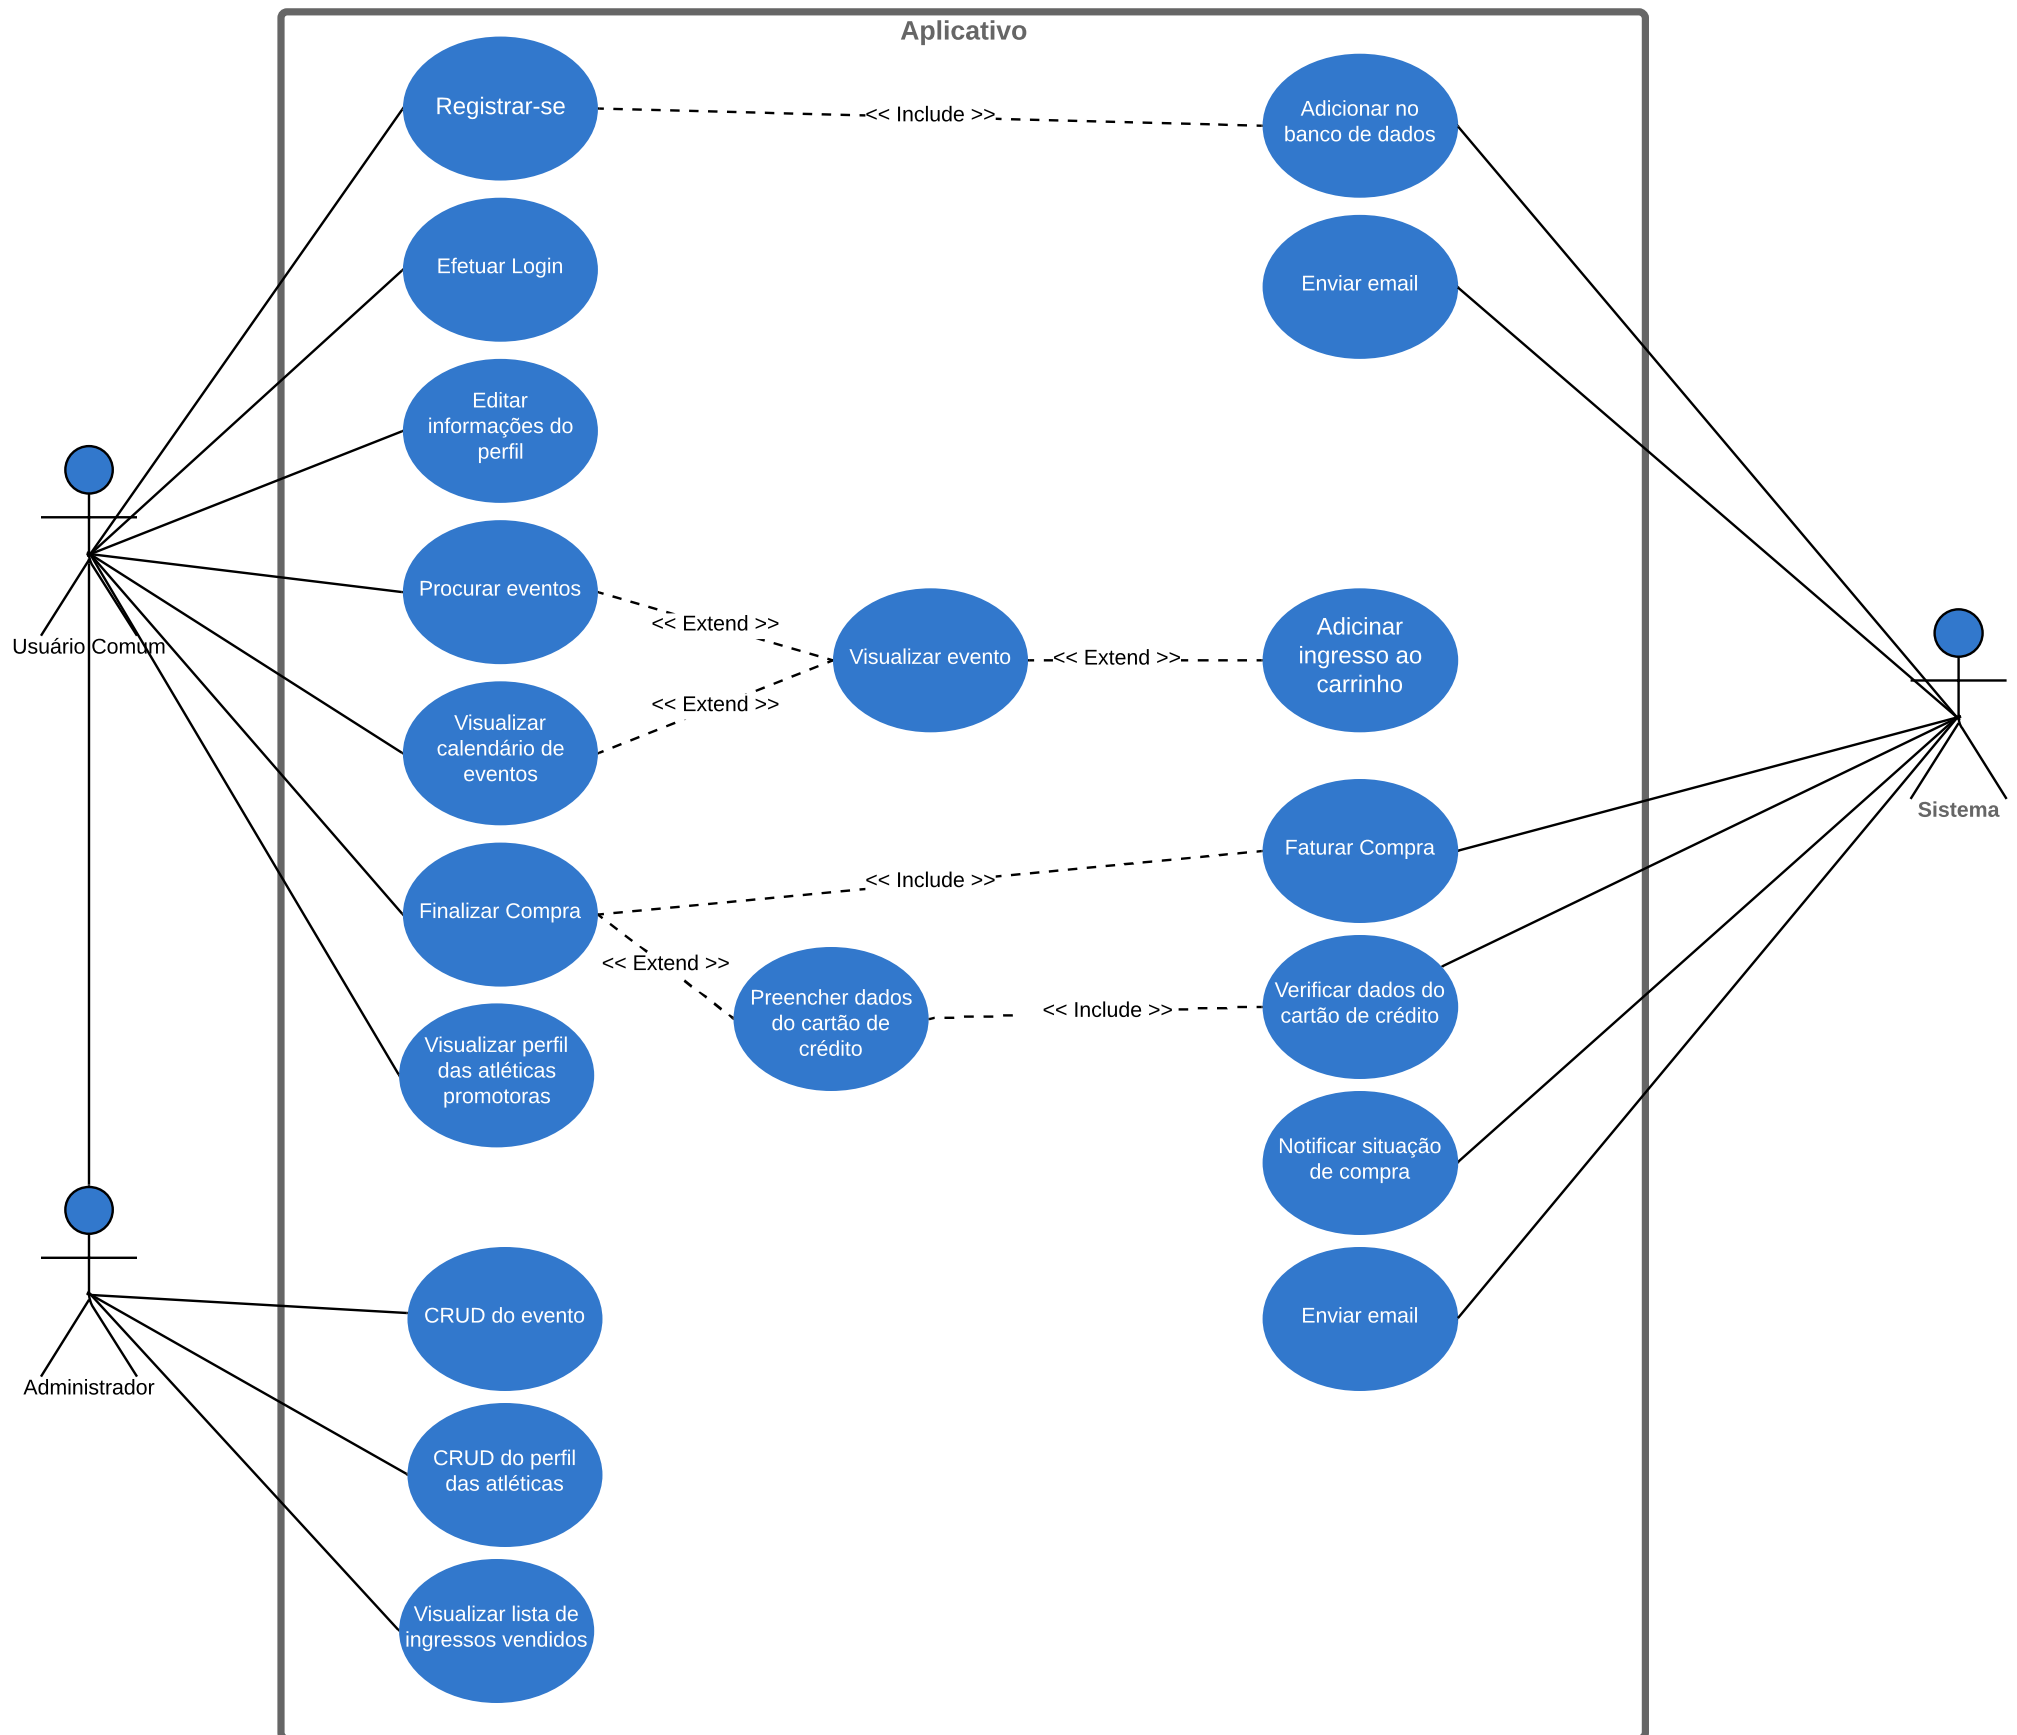 Aplicativo
Registrar-se
<< Include >>
Adicionar no
banco de dados
Efetuar Login
Enviar email
Editar
informações do
perfil
Usuário Comum
Procurar eventos
<< Extend >>
Visualizar evento
<< Extend >>
Adicinar
ingresso ao
carrinho
<< Extend >>
Visualizar
calendário de
eventos
Sistema
Finalizar Compra
<< Include >>
Faturar Compra
<< Extend >>
Preencher dados
do cartão de
crédito
<< Include >>
Verificar dados do
cartão de crédito
Visualizar perfil
das atléticas
promotoras
Notificar situação
de compra
Administrador
CRUD do evento
Enviar email
CRUD do perfil
das atléticas
Visualizar lista de
ingressos vendidos